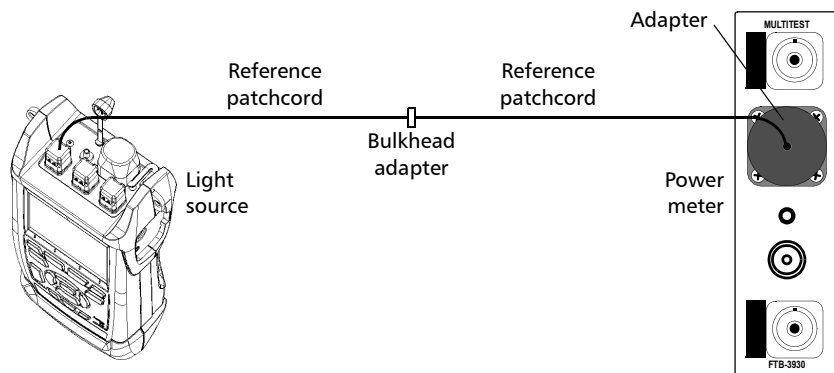 Adapter
MULTITEST
Reference
patchcord
Reference
patchcord
Bulkhead
adapter
Light
source
Power
meter
FTB-3930